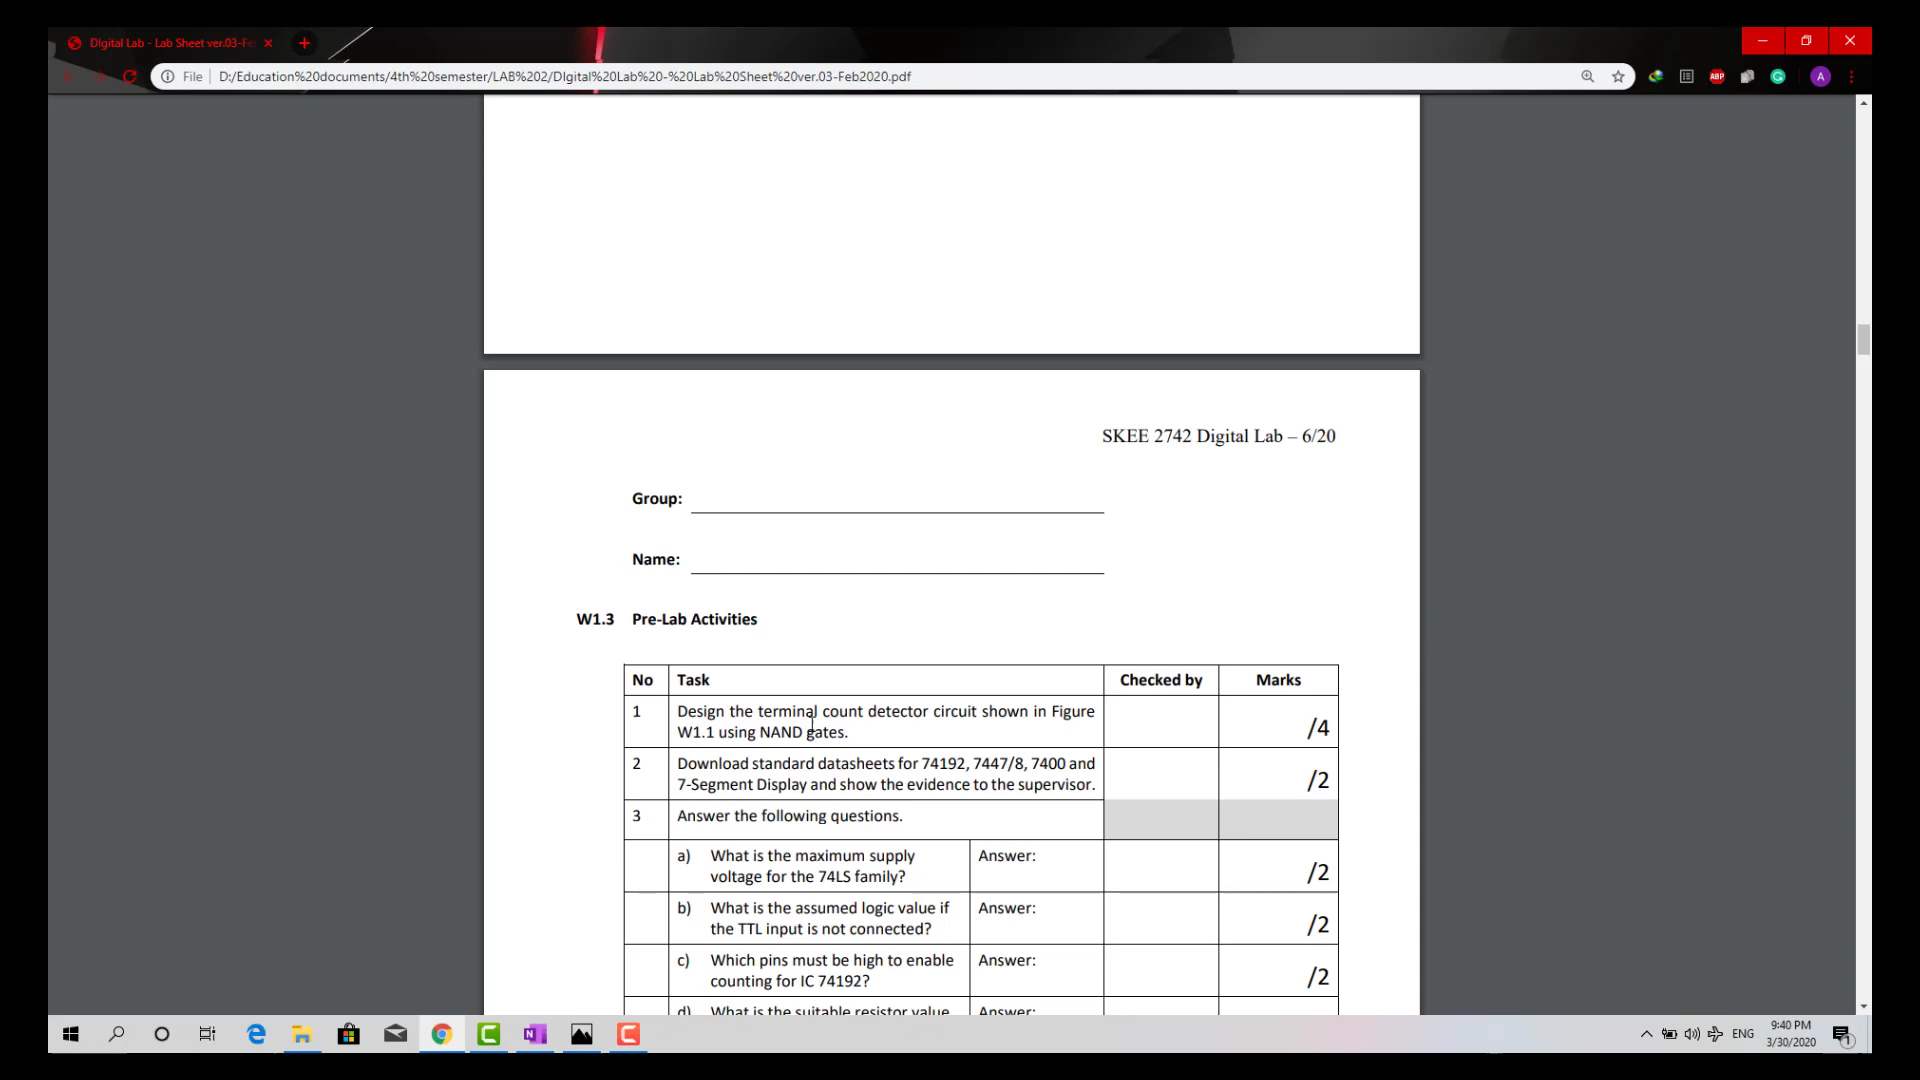 DIgital Lab - Lab Sheet ver.03-Fe
File
D:/Education%20documents/4th%20semester/LAB%202/DIgital%20Lab%20-%20Lab%20Sheet%20ver.03-Feb2020.pdf
ABP
A
SKEE 2742 Digital Lab – 6/20
Group:
Name:
W1.3 Pre-Lab Activities
No Task Checked by Marks
1 Design the terminal count detector circuit shown in Figure
W1.1 using NAND gates.
/4
2 Download standard datasheets for 74192, 7447/8, 7400 and
7-Segment Display and show the evidence to the supervisor.
/2
3 Answer the following questions.
a) What is the maximum supply
voltage for the 74LS family?
Answer:
/2
b) What is the assumed logic value if
the TTL input is not connected?
Answer:
/2
c) Which pins must be high to enable
counting for IC 74192?
Answer:
/2
d) What is the suitable resistor value
Answer:
ENG
9:40 PM
3/30/2020
1